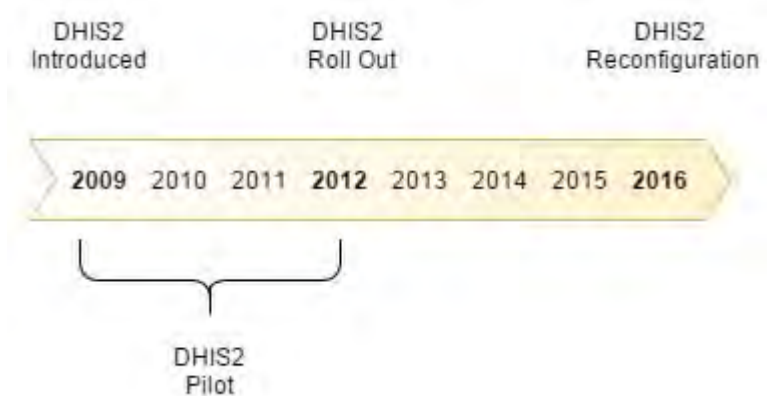 DHIS2
Introduced
DHIS2
Roll Out
DHIS2
Reconfiguration
2009 2010 2011 2012 2013 2014 2015 2016
DHIS2
Pilot